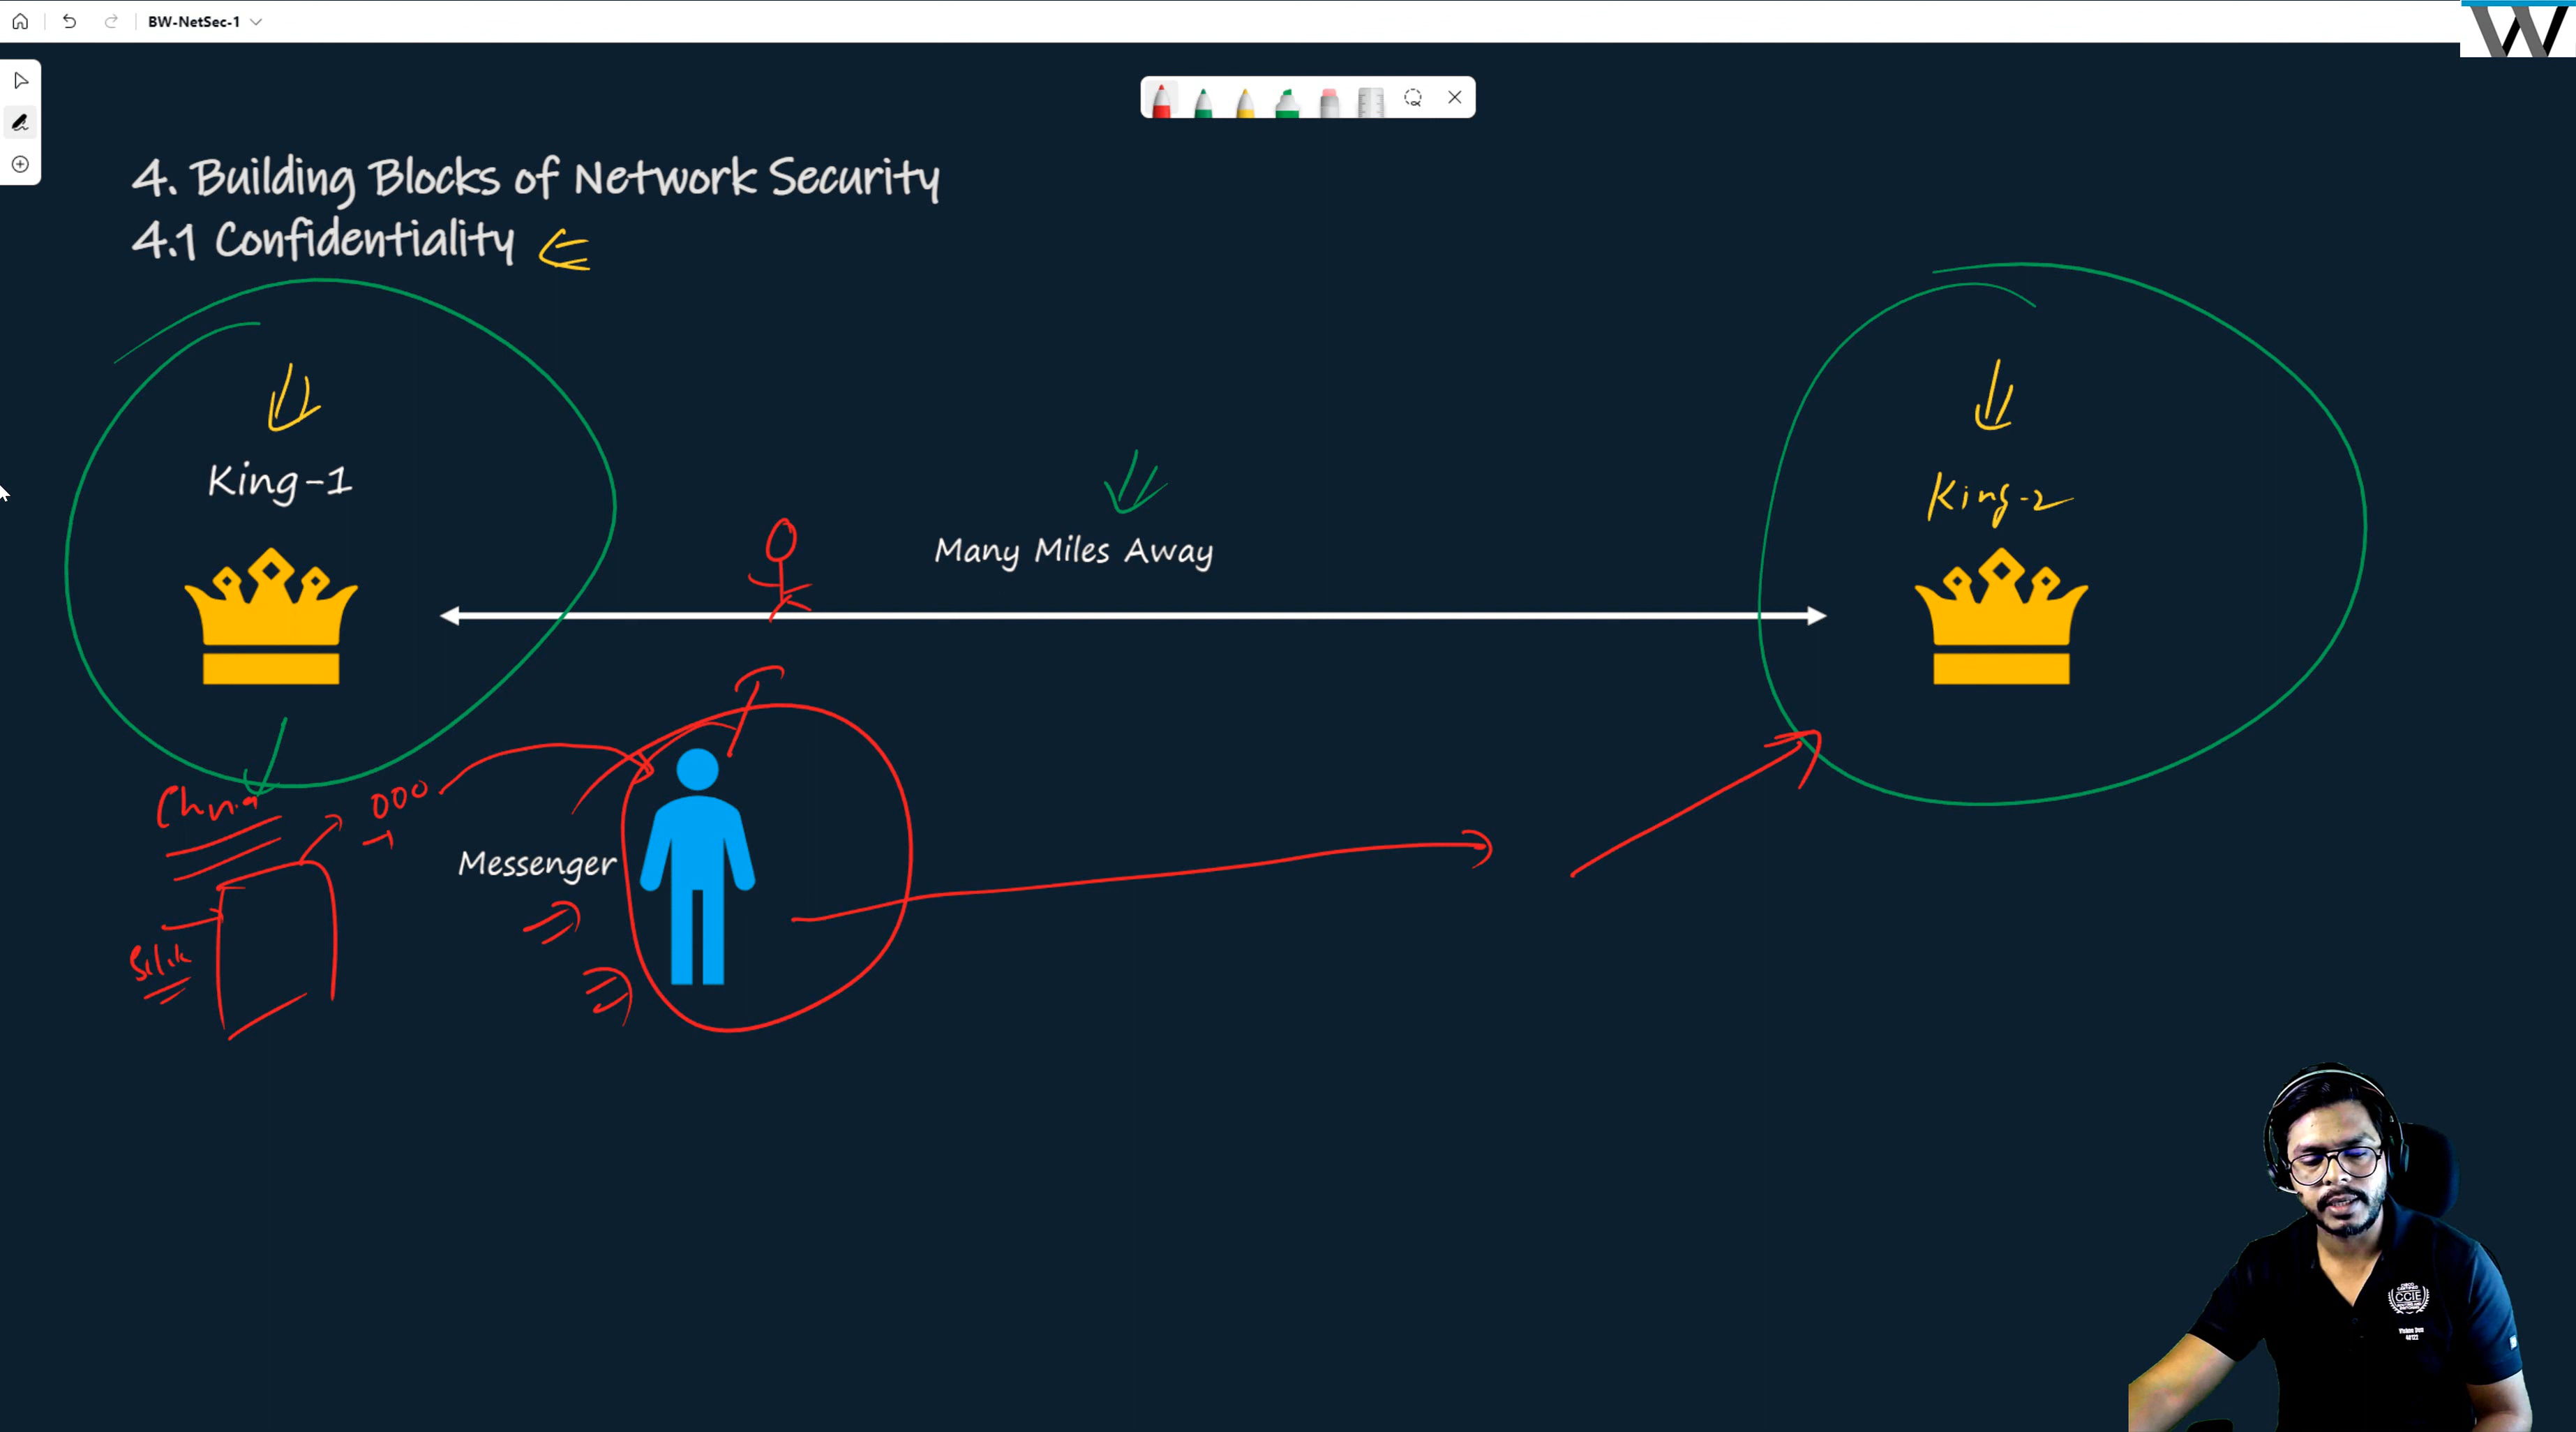 BW-NetSec-1
W
4. Building Blocks of Network Security
4.1 Confidentiality
King-1
King-2
Many Miles Away
China
000
Messenger
Silk
CCIE